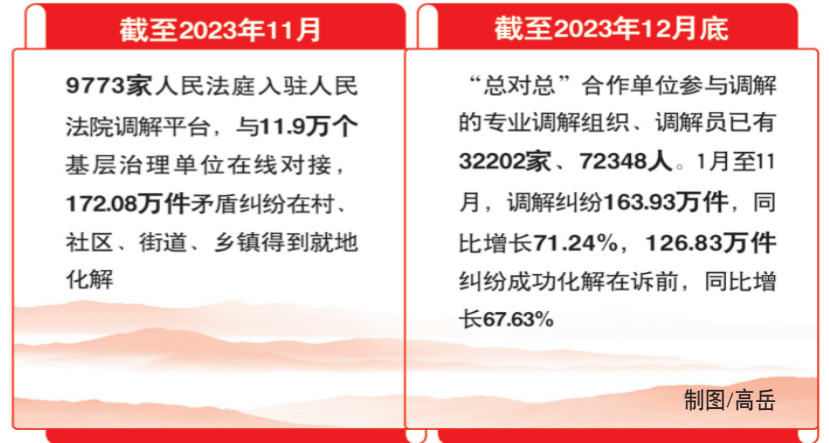 截至2023年11月
9773家人民法庭入驻人民
法院调解平台，与11.9万个
基层治理单位在线对接，
172.08万件矛盾纠纷在村、
社区、街道、乡镇得到就地
化解
截至2023年12月底
“总对总”合作单位参与调解
的专业调解组织、调解员已有
32202家、72348人。1月至11
月，调解纠纷163.93万件，同
比增长71.24%，126.83万件
纠纷成功化解在诉前，同比增
长67.63%
制图/高岳